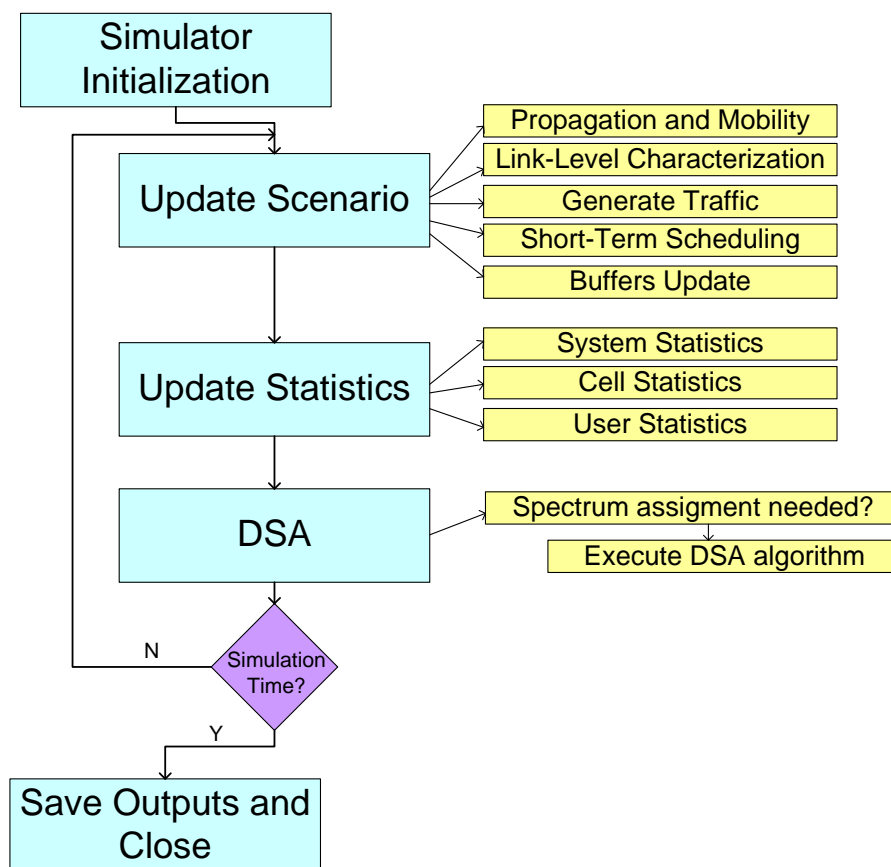 Simulator
Initialization
Propagation and Mobility
Link-Level Characterization
Update Scenario
Generate Traffic
Short-Term Scheduling
Buffers Update
System Statistics
Update Statistics
Cell Statistics
User Statistics
DSA
Spectrum assigment needed?
Execute DSA algorithm
N
Simulation
Time?
Y
Save Outputs and
Close